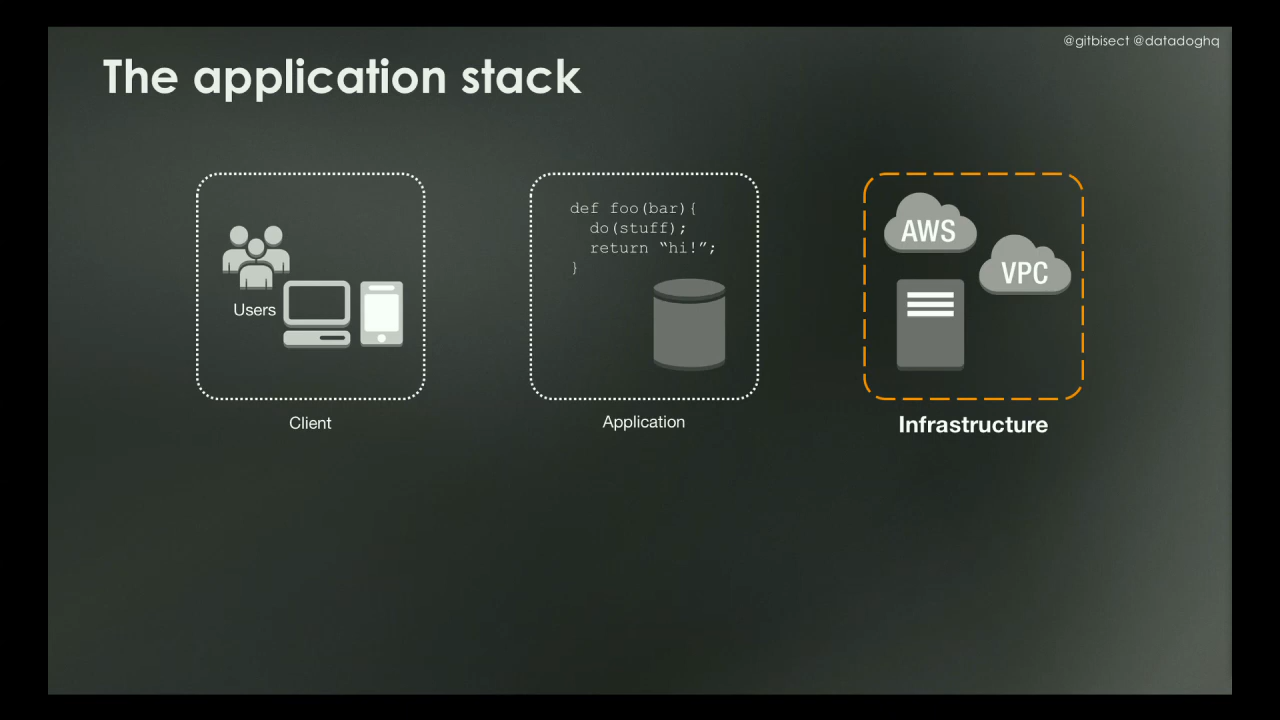 @gitbisect @datadoghq
The application stack
Users
Client
def foo(bar){
do(stuff);
return “hi!”;
}
Application
AWS
VPC
Infrastructure